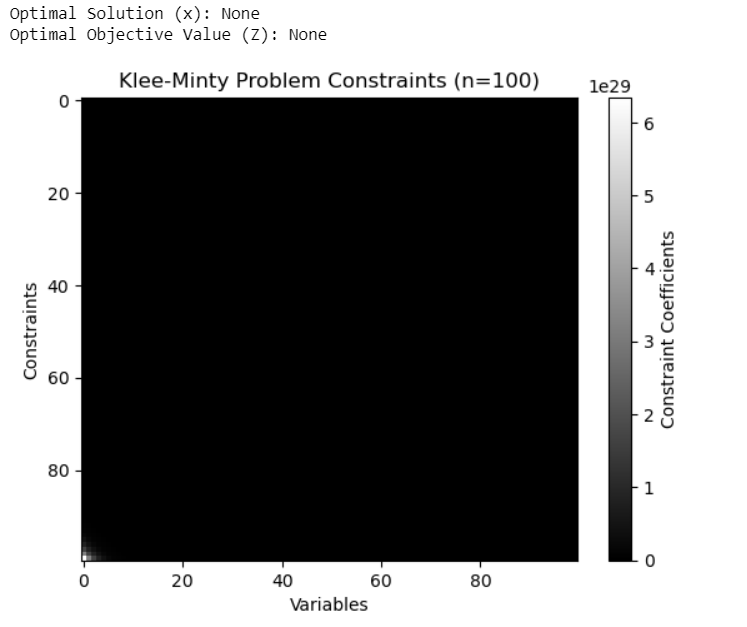 Optimal Solution (x): None
Optimal Objective Value (Z): None
Klee-Minty Problem Constraints (n=100)
1e29
0
20
40
60
80
Constraints
0
20
40
60
80
Variables
6
5
4
3
2
1
0
Constraint Coefficients